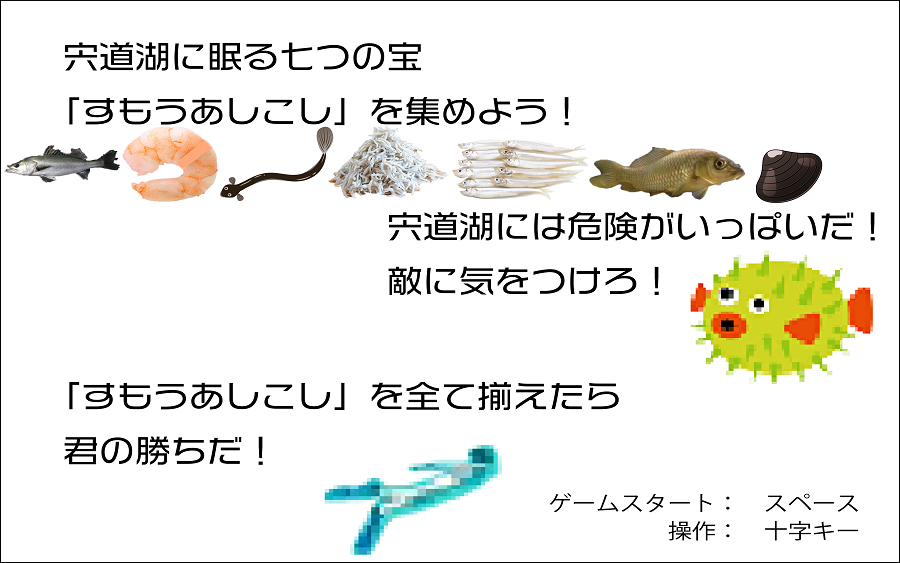 宍道湖に眠る七つの宝
「すもうあしこし」を集めよう！
宍道湖には危険がいっぱいだ！
敵に気をつけろ！
「すもうあしこし」を全て揃えたら
君の勝ちだ！
ゲームスタート：　スペース
操作：　十字キー